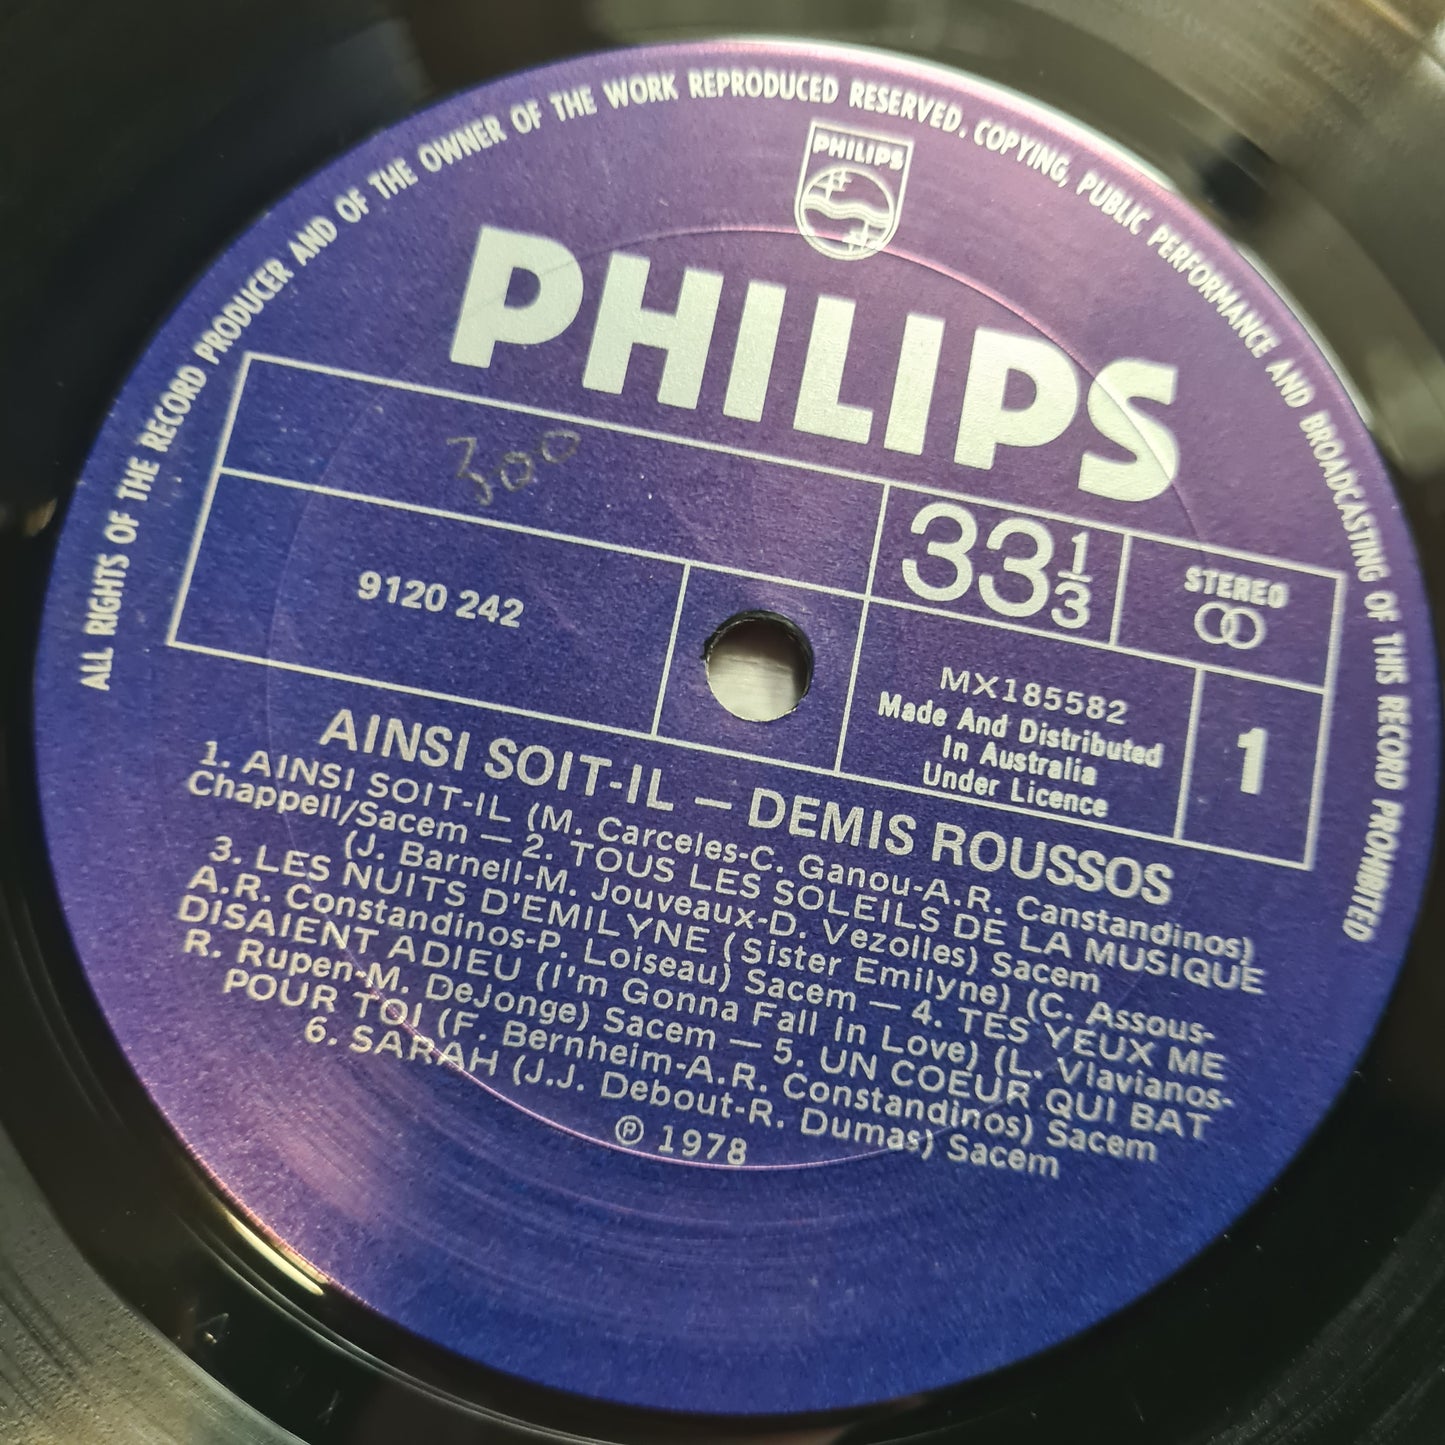 ALL RIGHTS OF THE RECORD PRODUCER AND OF THE OWNER OF THE WORK REPRODUCED RESERVED. COPYING, PUBLIC PERFORMANCE AND BROADCASTING OF THIS RECORD PROHIBITED
PHILIPS
PHILIPS
300
33 1/3
STEREO
9120 242
MX185582
Made And Distributed
In Australia
Under Licence
1
AINSI SOIT-IL — DEMIS ROUSSOS
1. AINSI SOIT-IL (M. Carceles-C. Ganou-A.R. Canstandinos)
Chappell/Sacem — 2. TOUS LES SOLEILS DE LA MUSIQUE
(J. Barnell-M. Jouveaux-D. Vezolles) Sacem
3. LES NUITS D'EMILYNE (Sister Emilyne) (C. Assous-
A.R. Constandinos-P. Loiseau) Sacem — 4. TES YEUX ME
DISAIENT ADIEU (I'm Gonna Fall In Love) (L. Vlavianos-
R. Rupen-M. DeJonge) Sacem — 5. UN COEUR QUI BAT
POUR TOI (F. Bernheim-A.R. Constandinos) Sacem
6. SARAH (J.J. Debout-R. Dumas) Sacem
℗ 1978